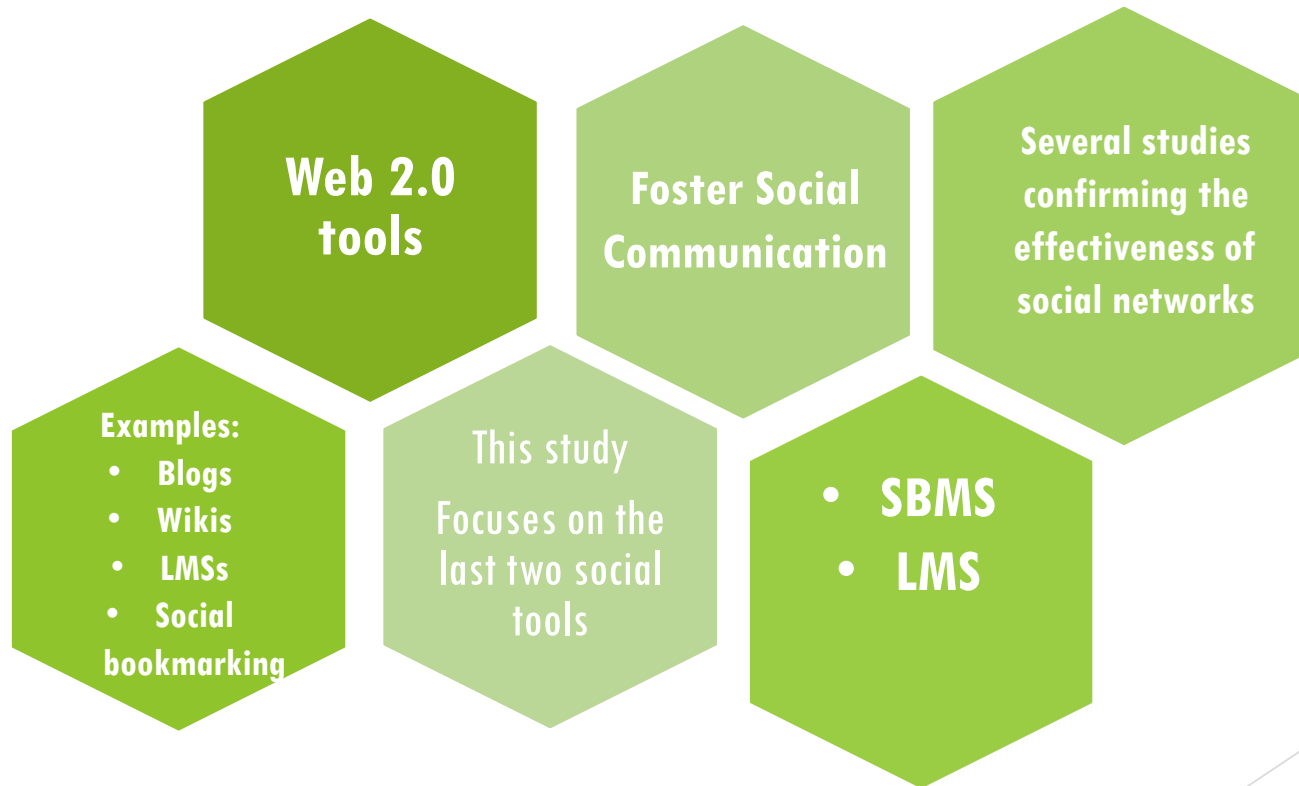 Web 2.0
tools
Foster Social
Communication
Several studies
confirming the
effectiveness of
social networks
Examples:
• Blogs
• Wikis
• LMSs
• Social
bookmarking
This study
Focuses on the
last two social
tools
• SBMS
• LMS